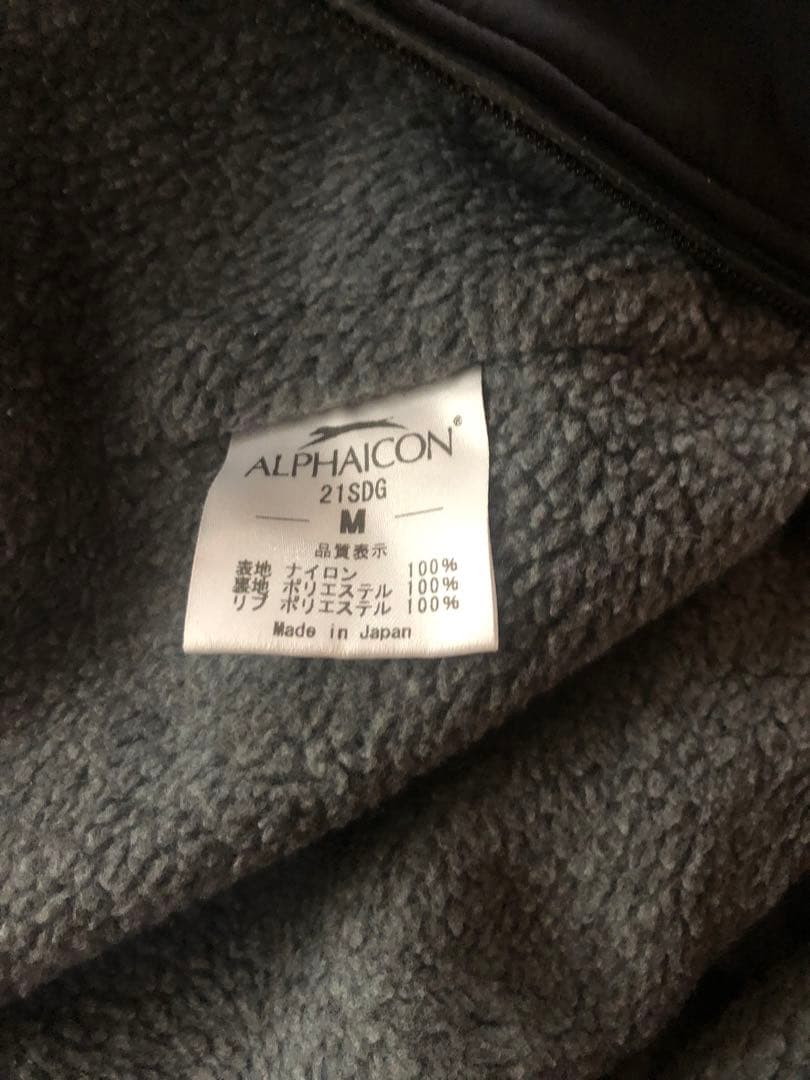 ALPHAICON®
21SDG
M
品質表示
表地 ナイロン 100%
裏地 ポリエステル 100%
リブ ポリエステル 100%
Made in Japan